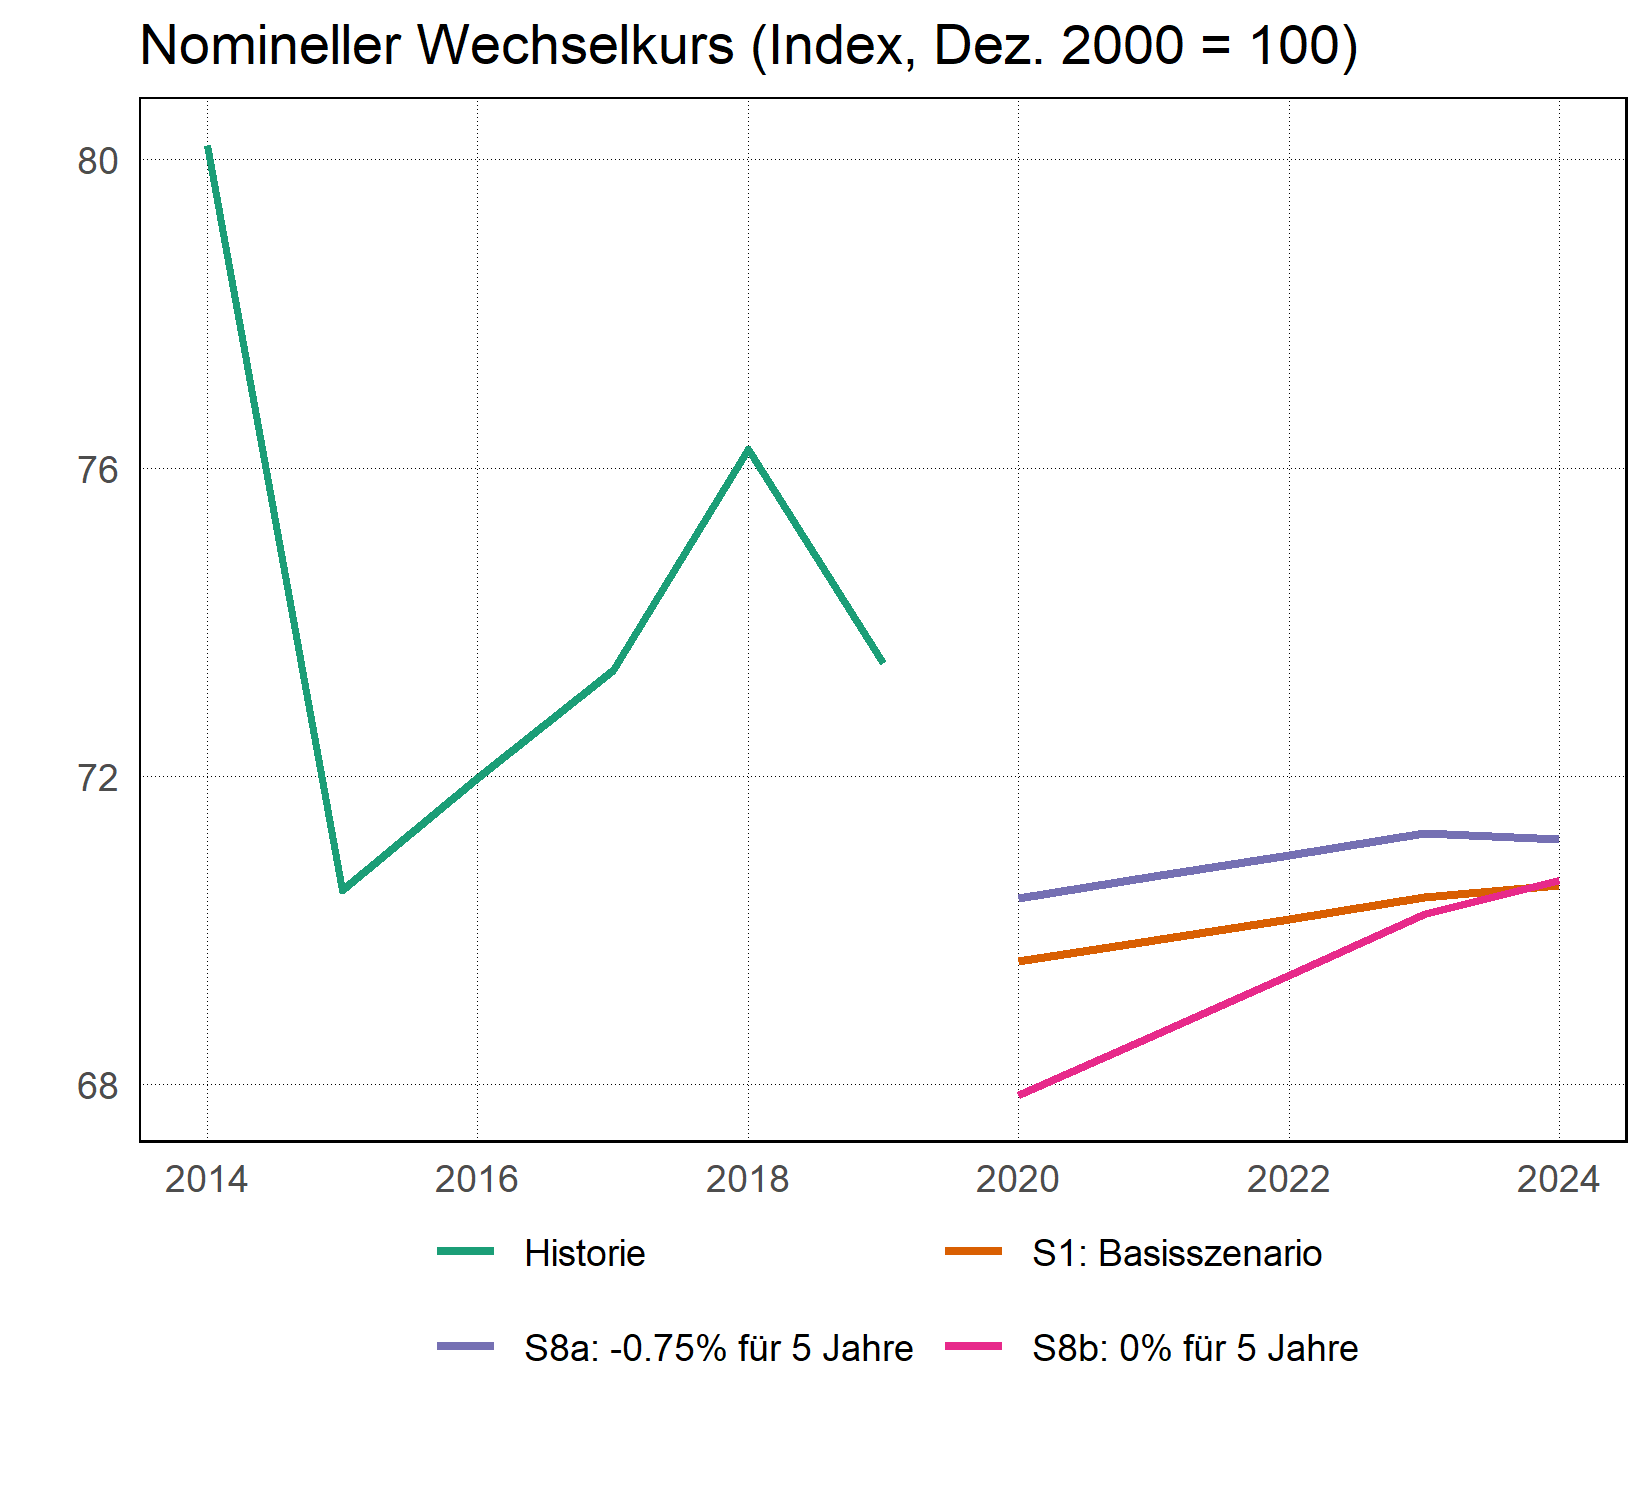 Nomineller Wechselkurs (Index, Dez. 2000 = 100)
80
76
72
68
2014 2016 2018 2020 2022 2024
Historie S1: Basisszenario
S8a: -0.75% für 5 Jahre S8b: 0% für 5 Jahre